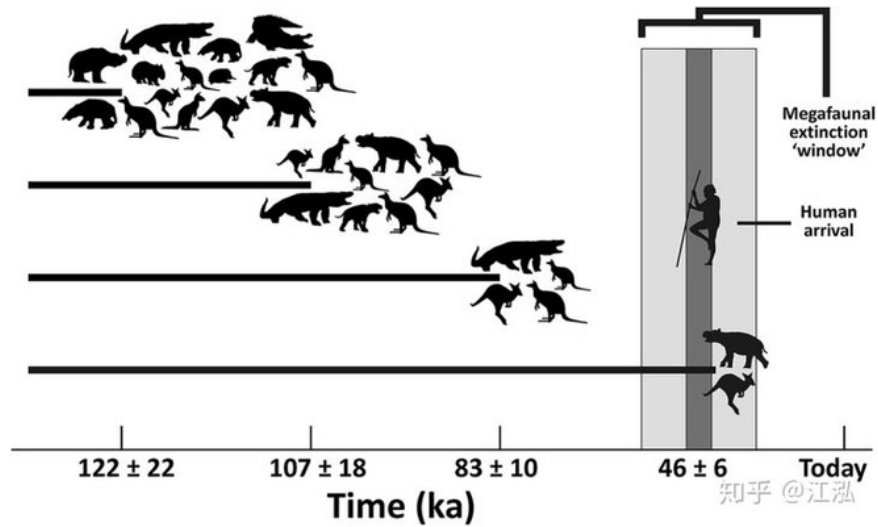 Megafaunal
extinction
‘window’
Human
arrival
122 ± 22
107 ± 18
83 ± 10
46 ± 6
Today
Time (ka)
知乎 @江泓